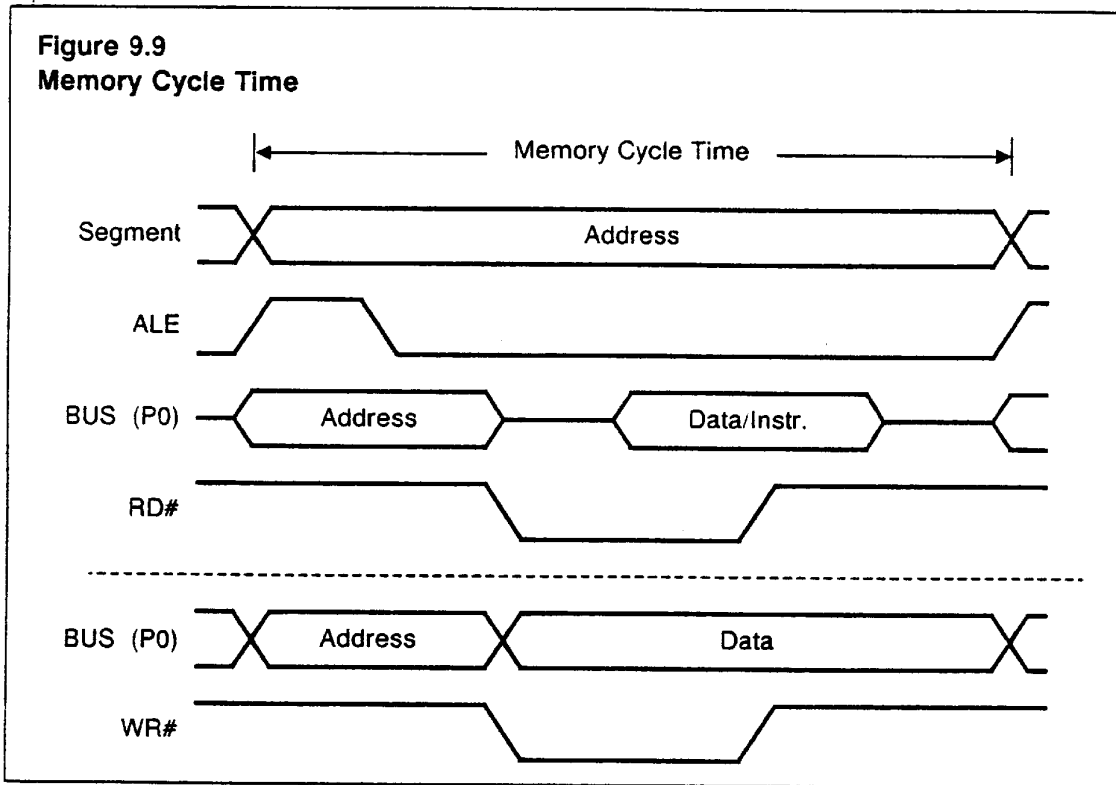 Figure 9.9
Memory Cycle Time
Memory Cycle Time
Segment
Address
ALE
BUS (P0)
Address
Data/Instr.
RD#
BUS (P0)
Address
Data
WR#